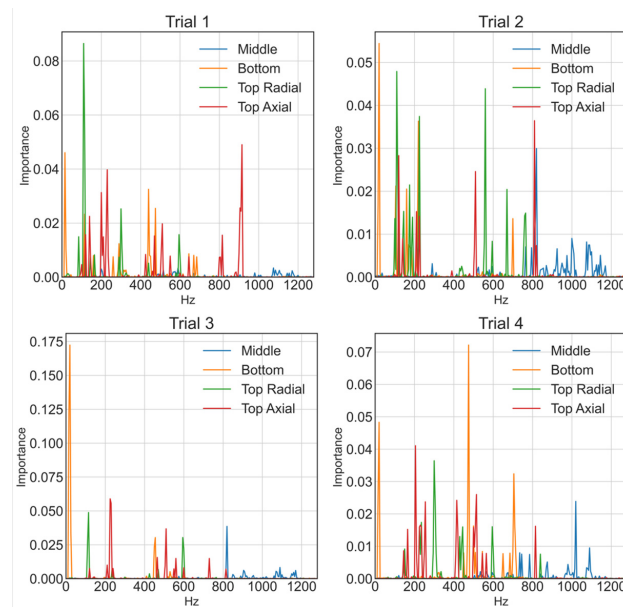 Trial 1
Importance
0.08
0.06
0.04
0.02
0.00
0 200 400 600 800 1000 1200
Hz
Middle
Bottom
Top Radial
Top Axial
Trial 2
Importance
0.05
0.04
0.03
0.02
0.01
0.00
0 200 400 600 800 1000 1200
Hz
Middle
Bottom
Top Radial
Top Axial
Trial 3
Importance
0.175
0.150
0.125
0.100
0.075
0.050
0.025
0.000
0 200 400 600 800 1000 1200
Hz
Middle
Bottom
Top Radial
Top Axial
Trial 4
Importance
0.07
0.06
0.05
0.04
0.03
0.02
0.01
0.00
0 200 400 600 800 1000 1200
Hz
Middle
Bottom
Top Radial
Top Axial